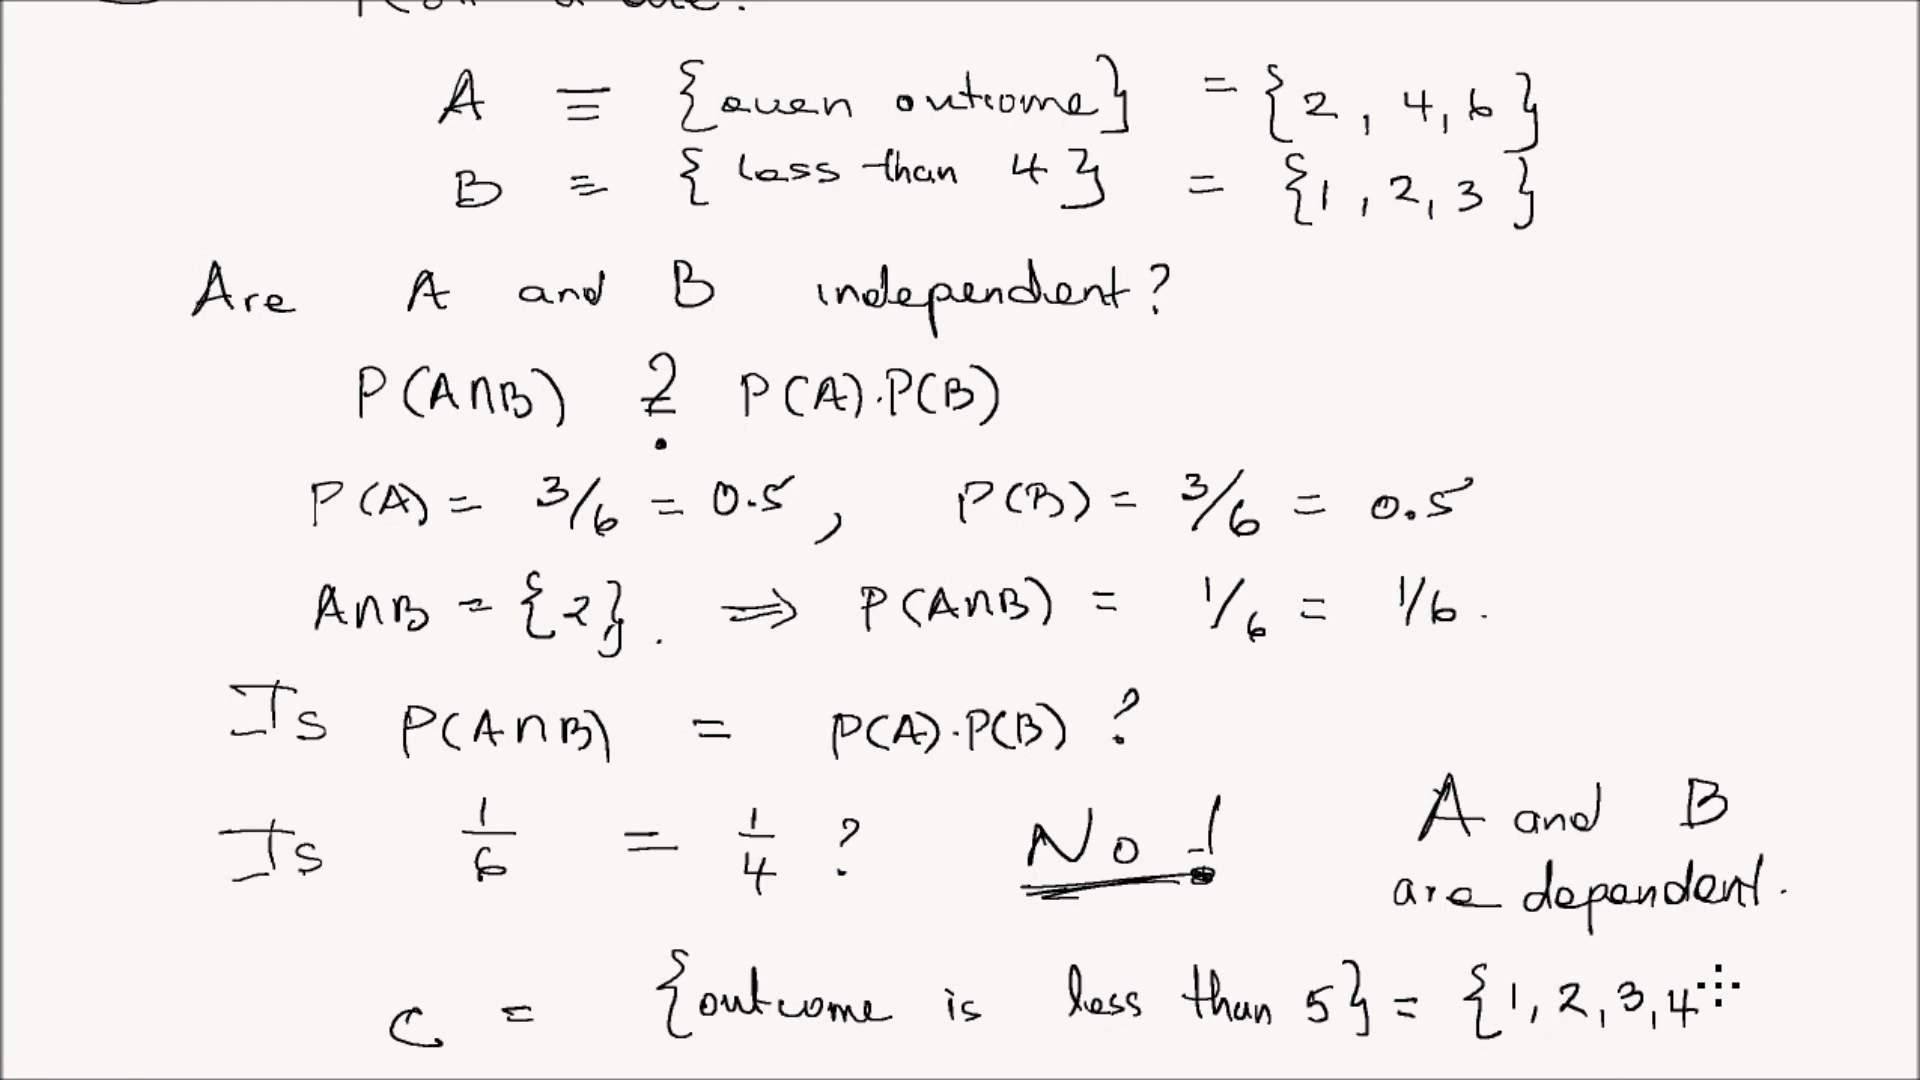 A ≡ {even outcome} = {2, 4, 6}
B ≡ {less than 4} = {1, 2, 3}
Are A and B independent?
P(A∩B) ≟ P(A).P(B)
P(A) = 3/6 = 0.5, P(B) = 3/6 = 0.5
A∩B = {2}. ⟹ P(A∩B) = 1/6 = 1/6.
Is P(A∩B) = P(A).P(B) ?
Is 1/6 = 1/4 ? No! A and B
are dependent.
C = {outcome is less than 5} = {1, 2, 3, 4